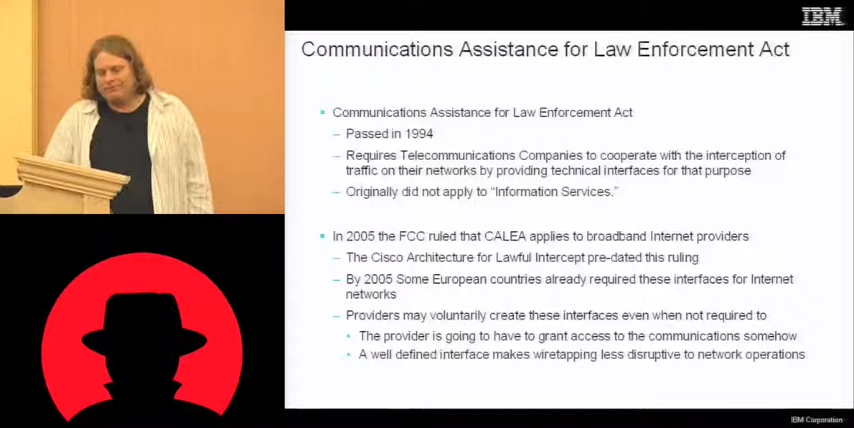 IBM
Communications Assistance for Law Enforcement Act
▪ Communications Assistance for Law Enforcement Act
– Passed in 1994
– Requires Telecommunications Companies to cooperate with the interception of
traffic on their networks by providing technical interfaces for that purpose
– Originally did not apply to “Information Services.”
▪ In 2005 the FCC ruled that CALEA applies to broadband Internet providers
– The Cisco Architecture for Lawful Intercept pre-dated this ruling
– By 2005 Some European countries already required these interfaces for Internet
networks
– Providers may voluntarily create these interfaces even when not required to
• The provider is going to have to grant access to the communications somehow
• A well defined interface makes wiretapping less disruptive to network operations
IBM Corporation